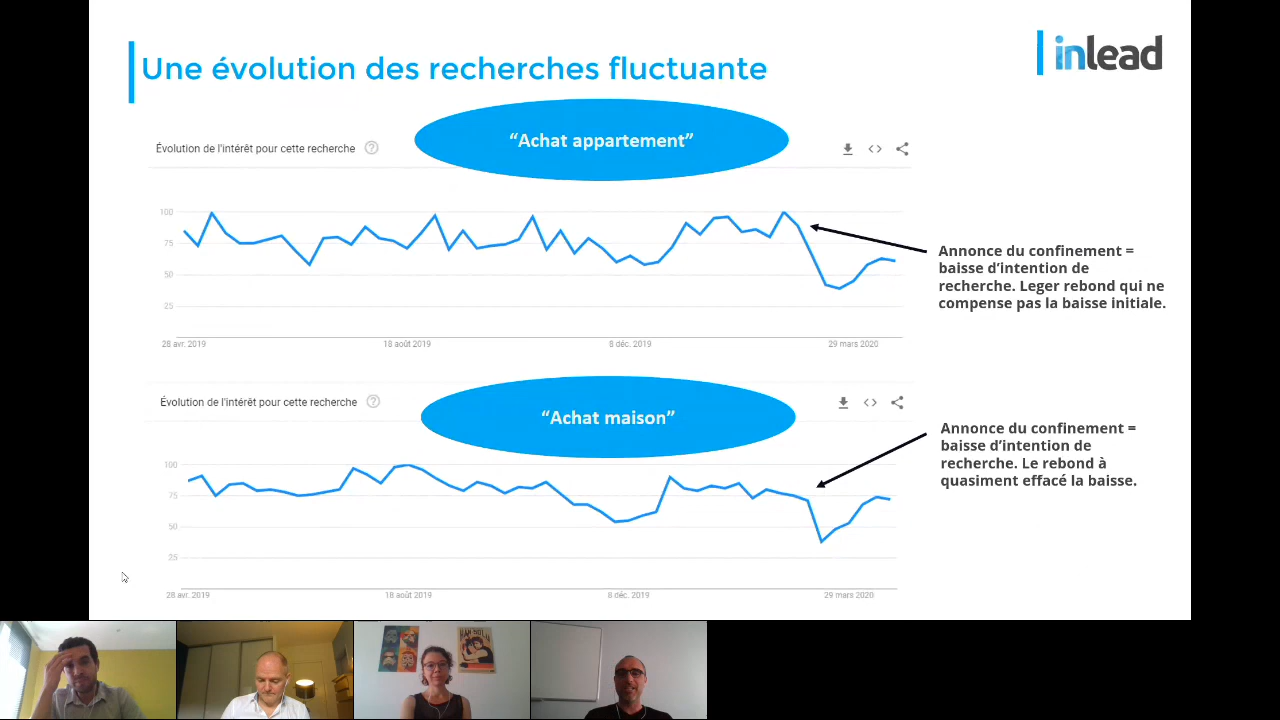 Une évolution des recherches fluctuante
inlead
"Achat appartement"
Évolution de l'intérêt pour cette recherche
100
75
50
25
28 avr. 2019
18 août 2019
8 déc. 2019
29 mars 2020
Annonce du confinement =
baisse d'intention de
recherche. Leger rebond qui ne
compense pas la baisse initiale.
"Achat maison"
Évolution de l'intérêt pour cette recherche
100
75
50
25
28 avr. 2019
18 août 2019
8 déc. 2019
29 mars 2020
Annonce du confinement =
baisse d'intention de
recherche. Le rebond à
quasiment effacé la baisse.
HAN SOLO